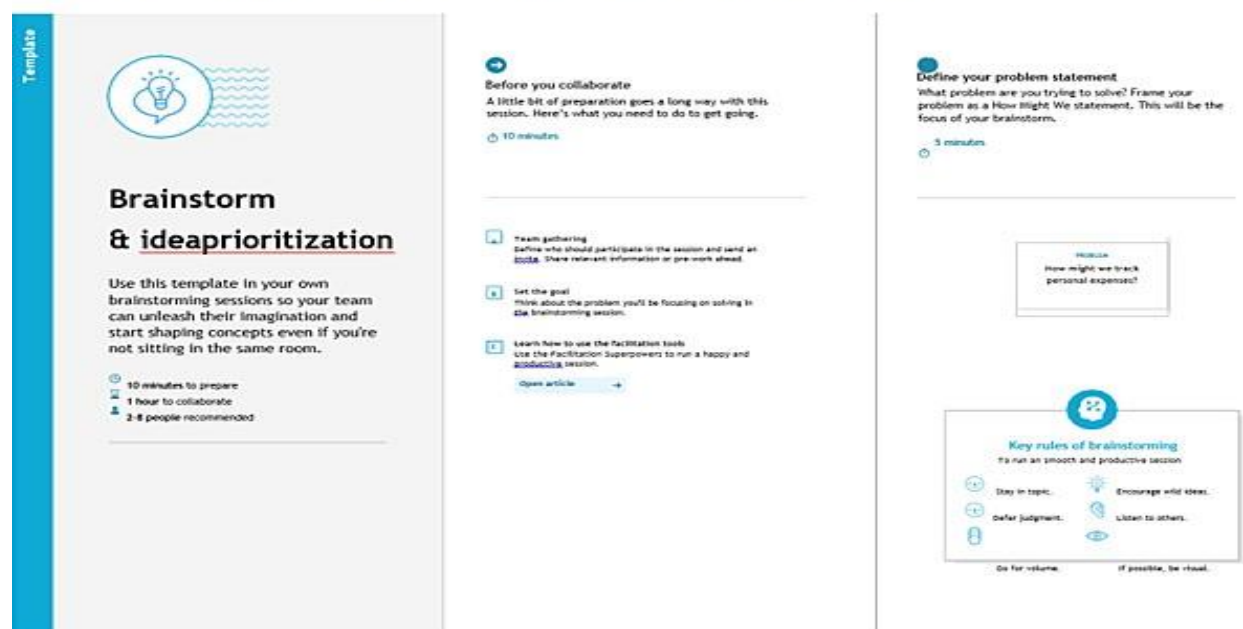 Template
Brainstorm
& ideaprioritization
Use this template in your own
brainstorming sessions so your team
can unleash their imagination and
start shaping concepts even if you're
not sitting in the same room.
10 minutes to prepare
1 hour to collaborate
2-8 people recommended
Before you collaborate
A little bit of preparation goes a long way with this
session. Here's what you need to do to get going.
10 minutes
Team gathering
Define who should participate in the session and send an
invite. Share relevant information or pre-work ahead.
Set the goal
Think about the problem you'll be focusing on solving in
the brainstorming session.
Learn how to use the facilitation tools
Use the Facilitation Superpowers to run a happy and
productive session.
Open article
Define your problem statement
What problem are you trying to solve? Frame your
problem as a How Might We statement. This will be the
focus of your brainstorm.
5 minutes
PROBLEM
How might we track
personal expenses?
Key rules of brainstorming
To run an smooth and productive session
Stay in topic.
Encourage wild ideas.
Defer judgment.
Listen to others.
Go for volume.
If possible, be visual.